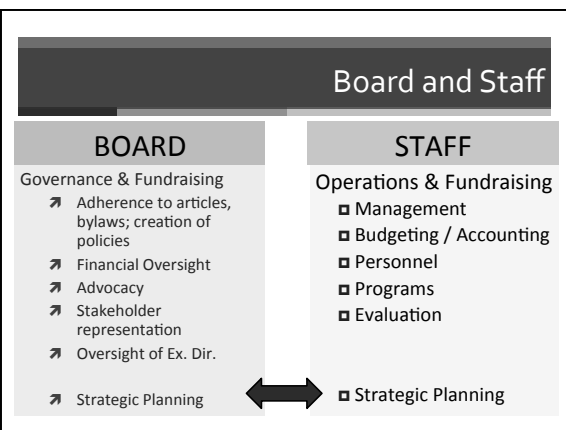 Board and Staff
BOARD
Governance & Fundraising
Adherence to articles,
bylaws; creation of
policies
Financial Oversight
Advocacy
Stakeholder
representation
Oversight of Ex. Dir.
Strategic Planning
STAFF
Operations & Fundraising
Management
Budgeting / Accounting
Personnel
Programs
Evaluation
Strategic Planning